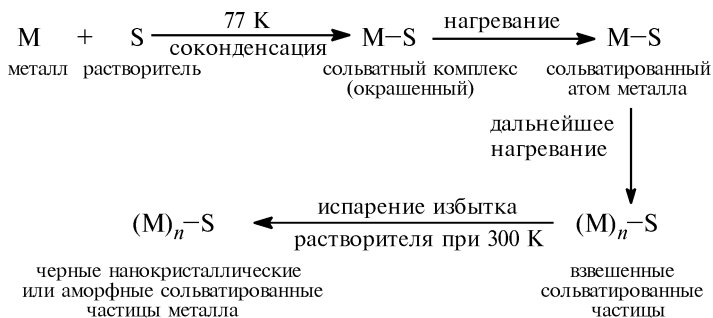 M + S
металл растворитель
77 K
соконденсация
M−S
сольватный комплекс
(окрашенный)
нагревание
M−S
сольватированный
атом металла
дальнейшее
нагревание
(M)n−S
взвешенные
сольватированные
частицы
испарение избытка
растворителя при 300 K
(M)n−S
черные нанокристаллические
или аморфные сольватированные
частицы металла